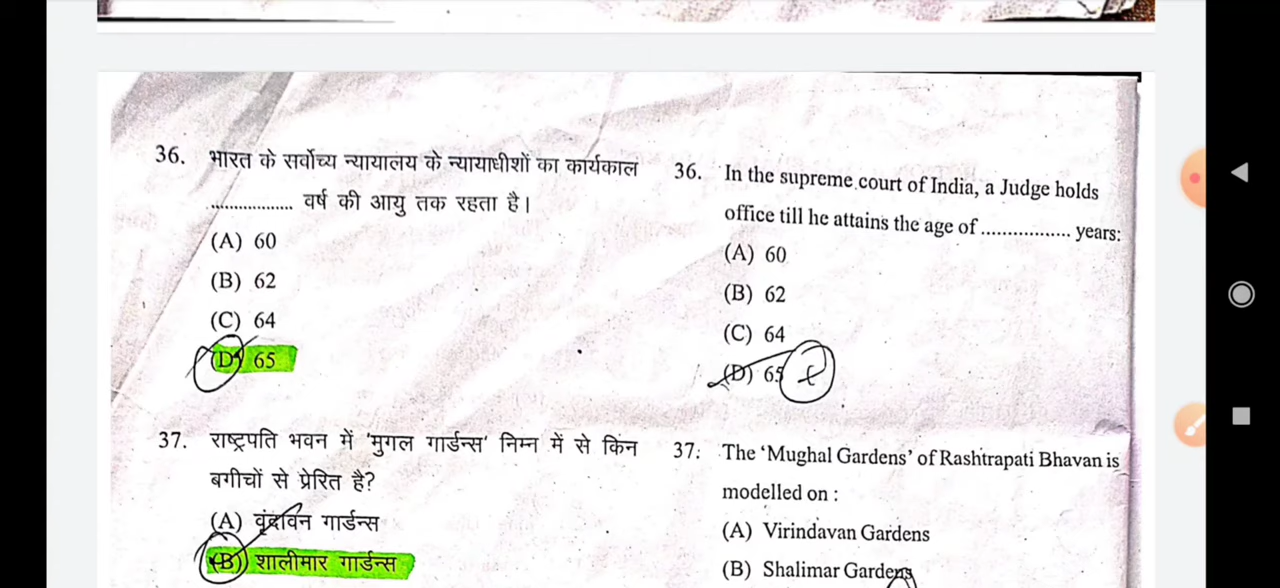 36. भारत के सर्वोच्च न्यायालय के न्यायाधीशों का कार्यकाल
................ वर्ष की आयु तक रहता है।
(A) 60
(B) 62
(C) 64
(D) 65
36. In the supreme court of India, a Judge holds
office till he attains the age of ................ years:
(A) 60
(B) 62
(C) 64
(D) 65
37. राष्ट्रपति भवन में 'मुगल गार्डन्स' निम्न में से किन
बगीचों से प्रेरित है?
(A) वृंदावन गार्डन्स
(B) शालीमार गार्डन्स
37. The 'Mughal Gardens' of Rashtrapati Bhavan is
modelled on :
(A) Virindavan Gardens
(B) Shalimar Gardens